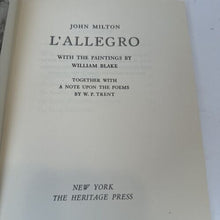 JOHN MILTON
L'ALLEGRO
WITH THE PAINTINGS BY
WILLIAM BLAKE
TOGETHER WITH
A NOTE UPON THE POEMS
BY W. P. TRENT
NEW YORK
THE HERITAGE PRESS